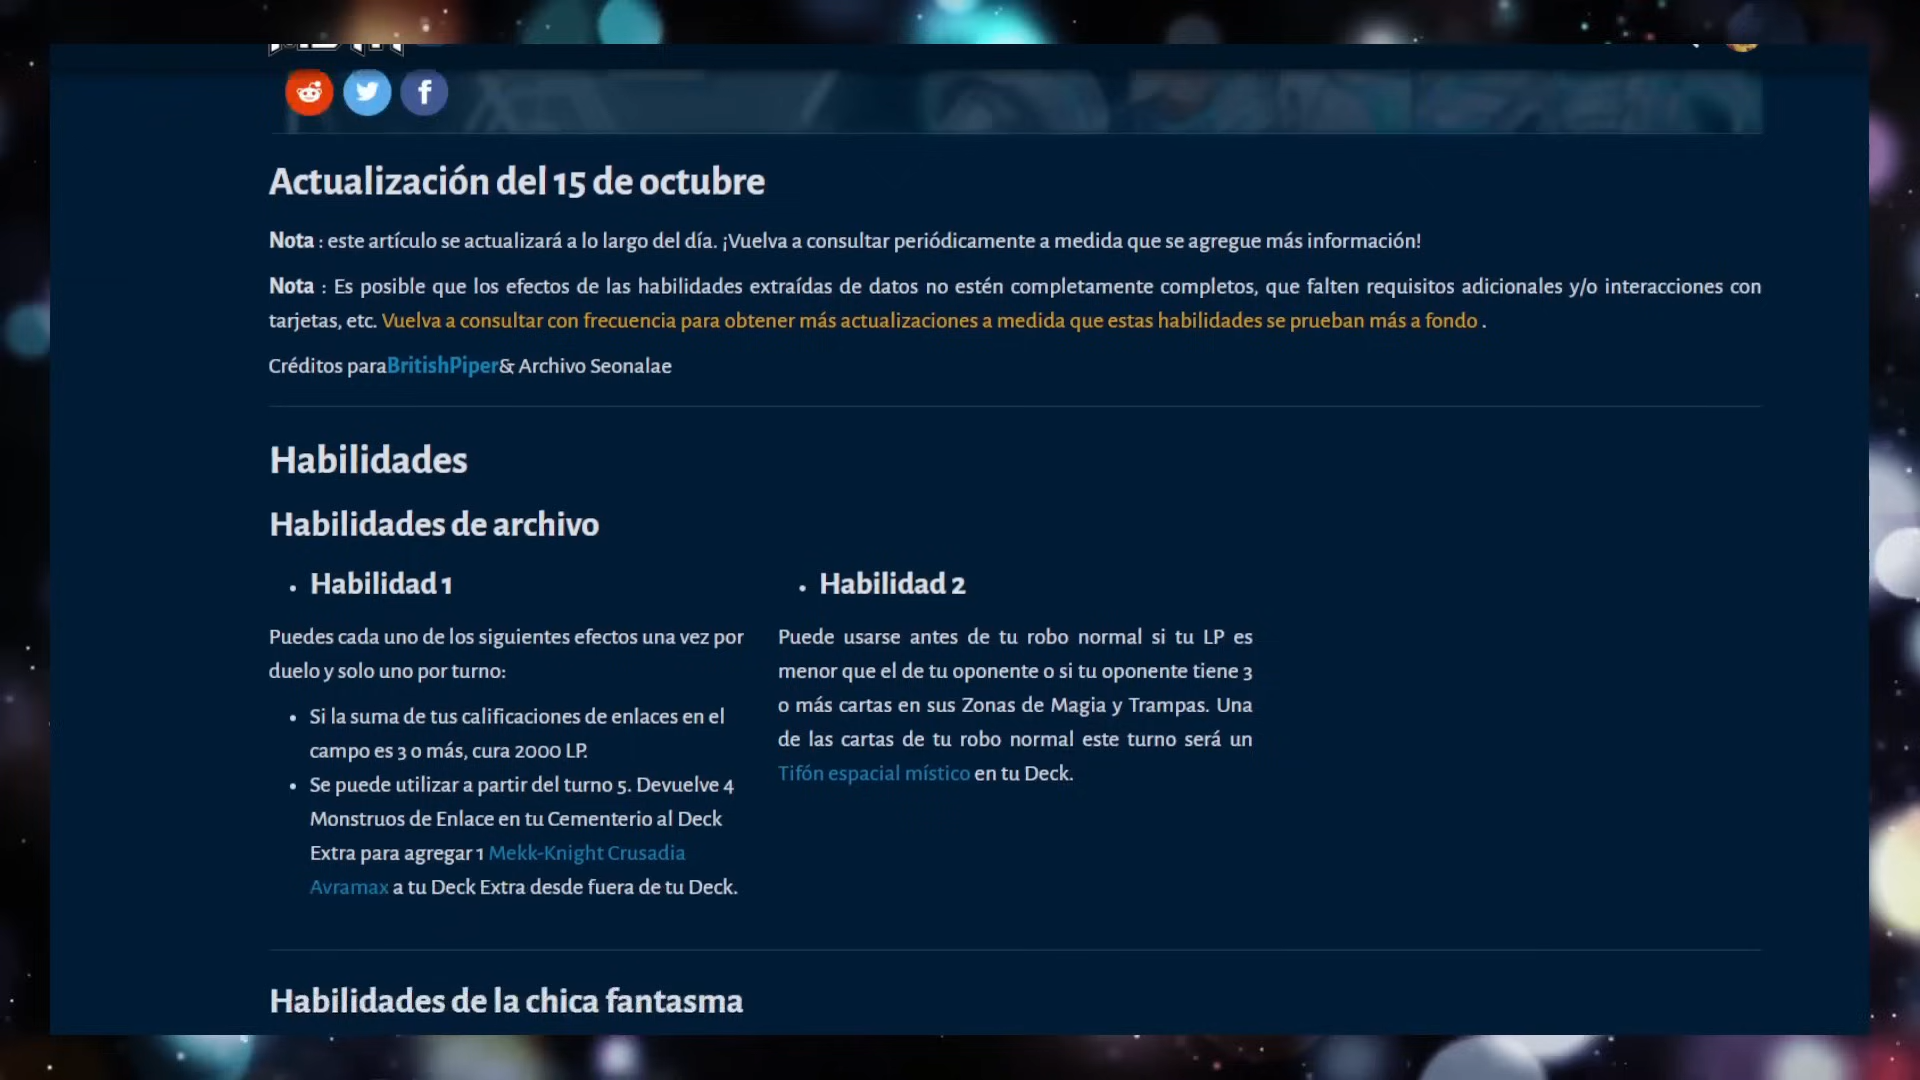 Actualización del 15 de octubre
Nota : este artículo se actualizará a lo largo del día. ¡Vuelva a consultar periódicamente a medida que se agregue más información!
Nota : Es posible que los efectos de las habilidades extraídas de datos no estén completamente completos, que falten requisitos adicionales y/o interacciones con
tarjetas, etc. Vuelva a consultar con frecuencia para obtener más actualizaciones a medida que estas habilidades se prueban más a fondo .
Créditos paraBritishPiper& Archivo Seonalae
Habilidades
Habilidades de archivo
• Habilidad 1
Puedes cada uno de los siguientes efectos una vez por
duelo y solo uno por turno:
• Si la suma de tus calificaciones de enlaces en el
campo es 3 o más, cura 2000 LP.
• Se puede utilizar a partir del turno 5. Devuelve 4
Monstruos de Enlace en tu Cementerio al Deck
Extra para agregar 1 Mekk-Knight Crusadia
Avramax a tu Deck Extra desde fuera de tu Deck.
• Habilidad 2
Puede usarse antes de tu robo normal si tu LP es
menor que el de tu oponente o si tu oponente tiene 3
o más cartas en sus Zonas de Magia y Trampas. Una
de las cartas de tu robo normal este turno será un
Tifón espacial místico en tu Deck.
Habilidades de la chica fantasma